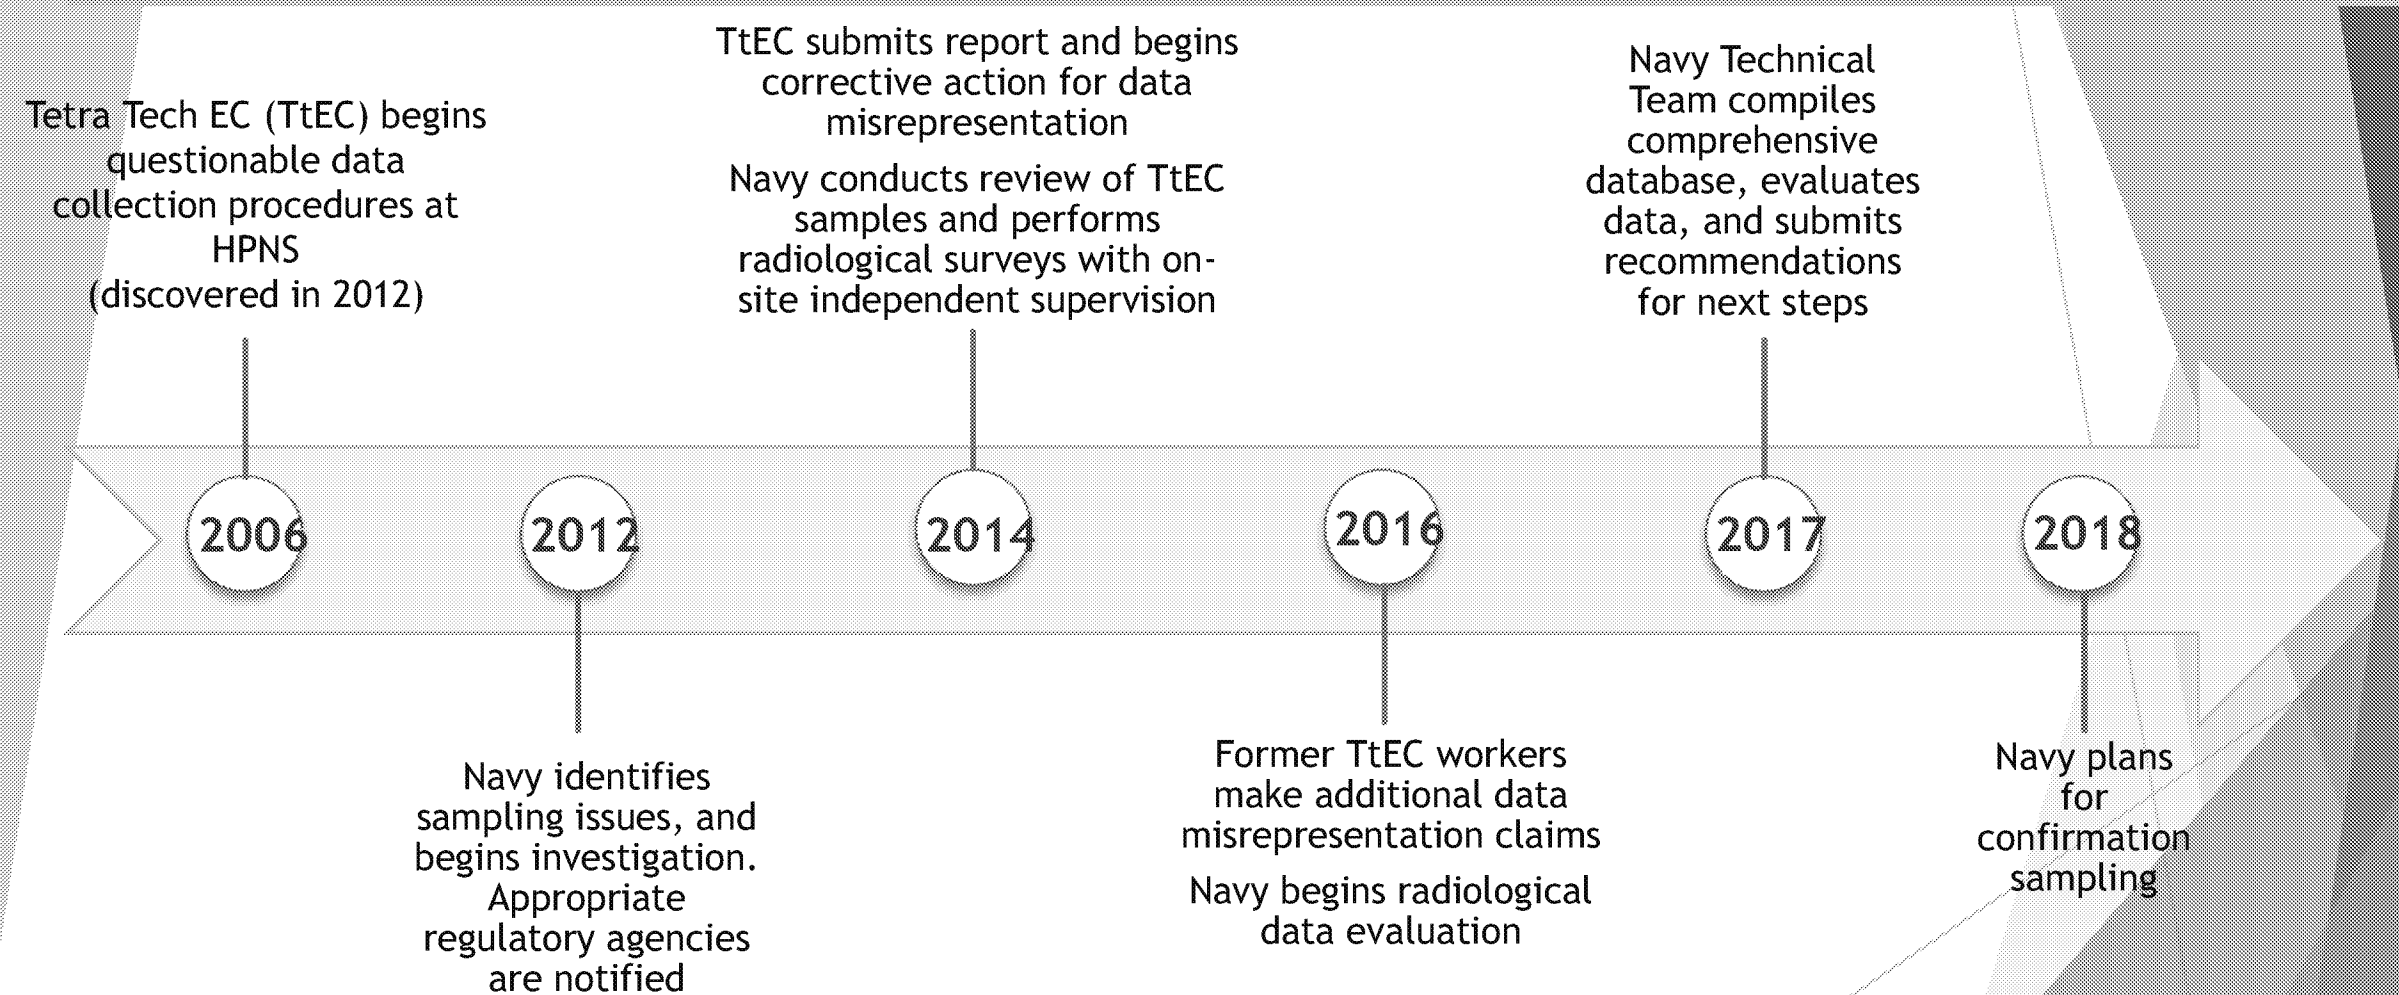 Tetra Tech EC (TtEC) begins
questionable data
collection procedures at
HPNS
(discovered in 2012)
TtEC submits report and begins
corrective action for data
misrepresentation
Navy conducts review of TtEC
samples and performs
radiological surveys with on-
site independent supervision
Navy Technical
Team compiles
comprehensive
database, evaluates
data, and submits
recommendations
for next steps
2006
2012
2014
2016
2017
2018
Navy identifies
sampling issues, and
begins investigation.
Appropriate
regulatory agencies
are notified
Former TtEC workers
make additional data
misrepresentation claims
Navy begins radiological
data evaluation
Navy plans
for
confirmation
sampling